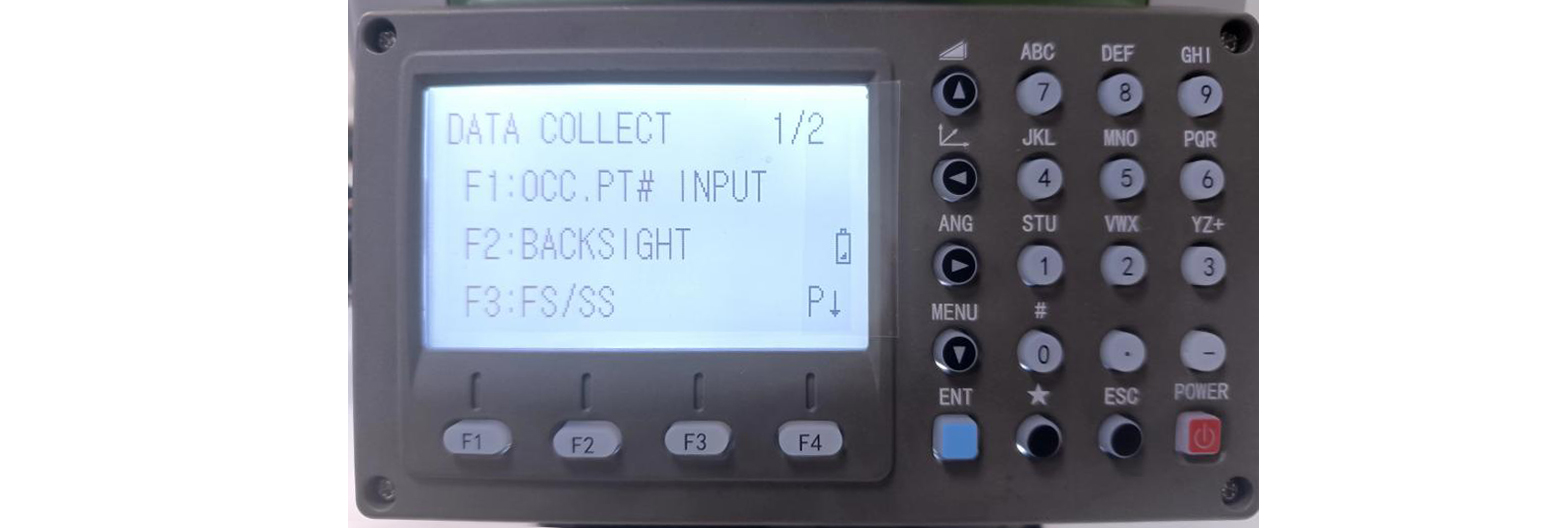 DATA COLLECT 1/2
F1:OCC.PT# INPUT
F2:BACKSIGHT
F3:FS/SS P↓
F1 F2 F3 F4
ABC DEF GHI
7 8 9
JKL MNO PQR
4 5 6
ANG STU VWX YZ+
1 2 3
MENU #
0 . −
ENT ★ ESC POWER